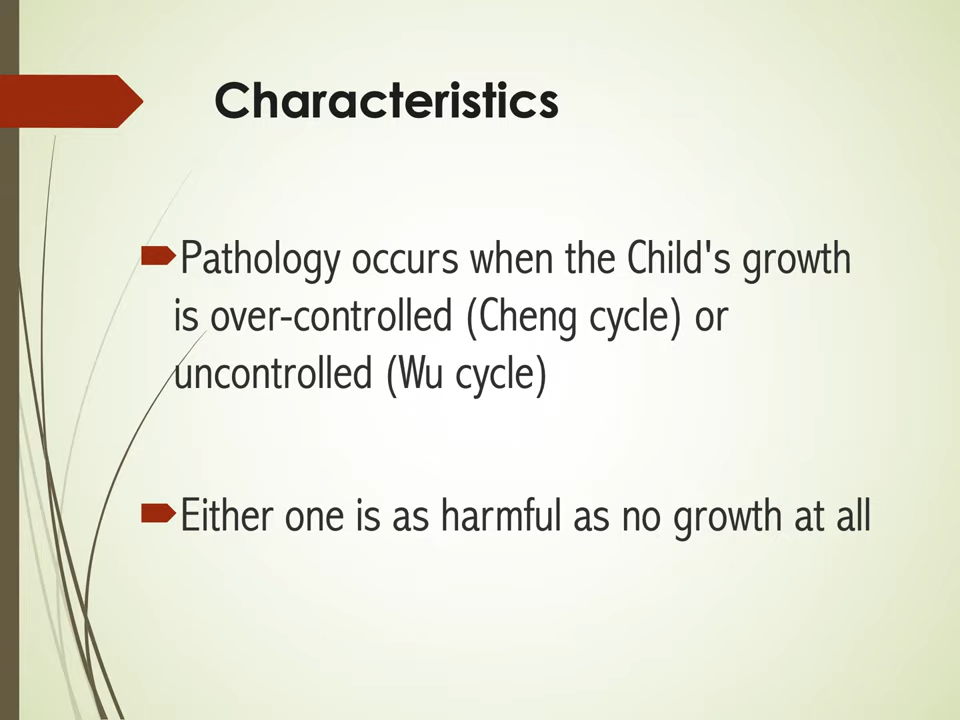 Characteristics
Pathology occurs when the Child's growth
is over-controlled (Cheng cycle) or
uncontrolled (Wu cycle)
Either one is as harmful as no growth at all